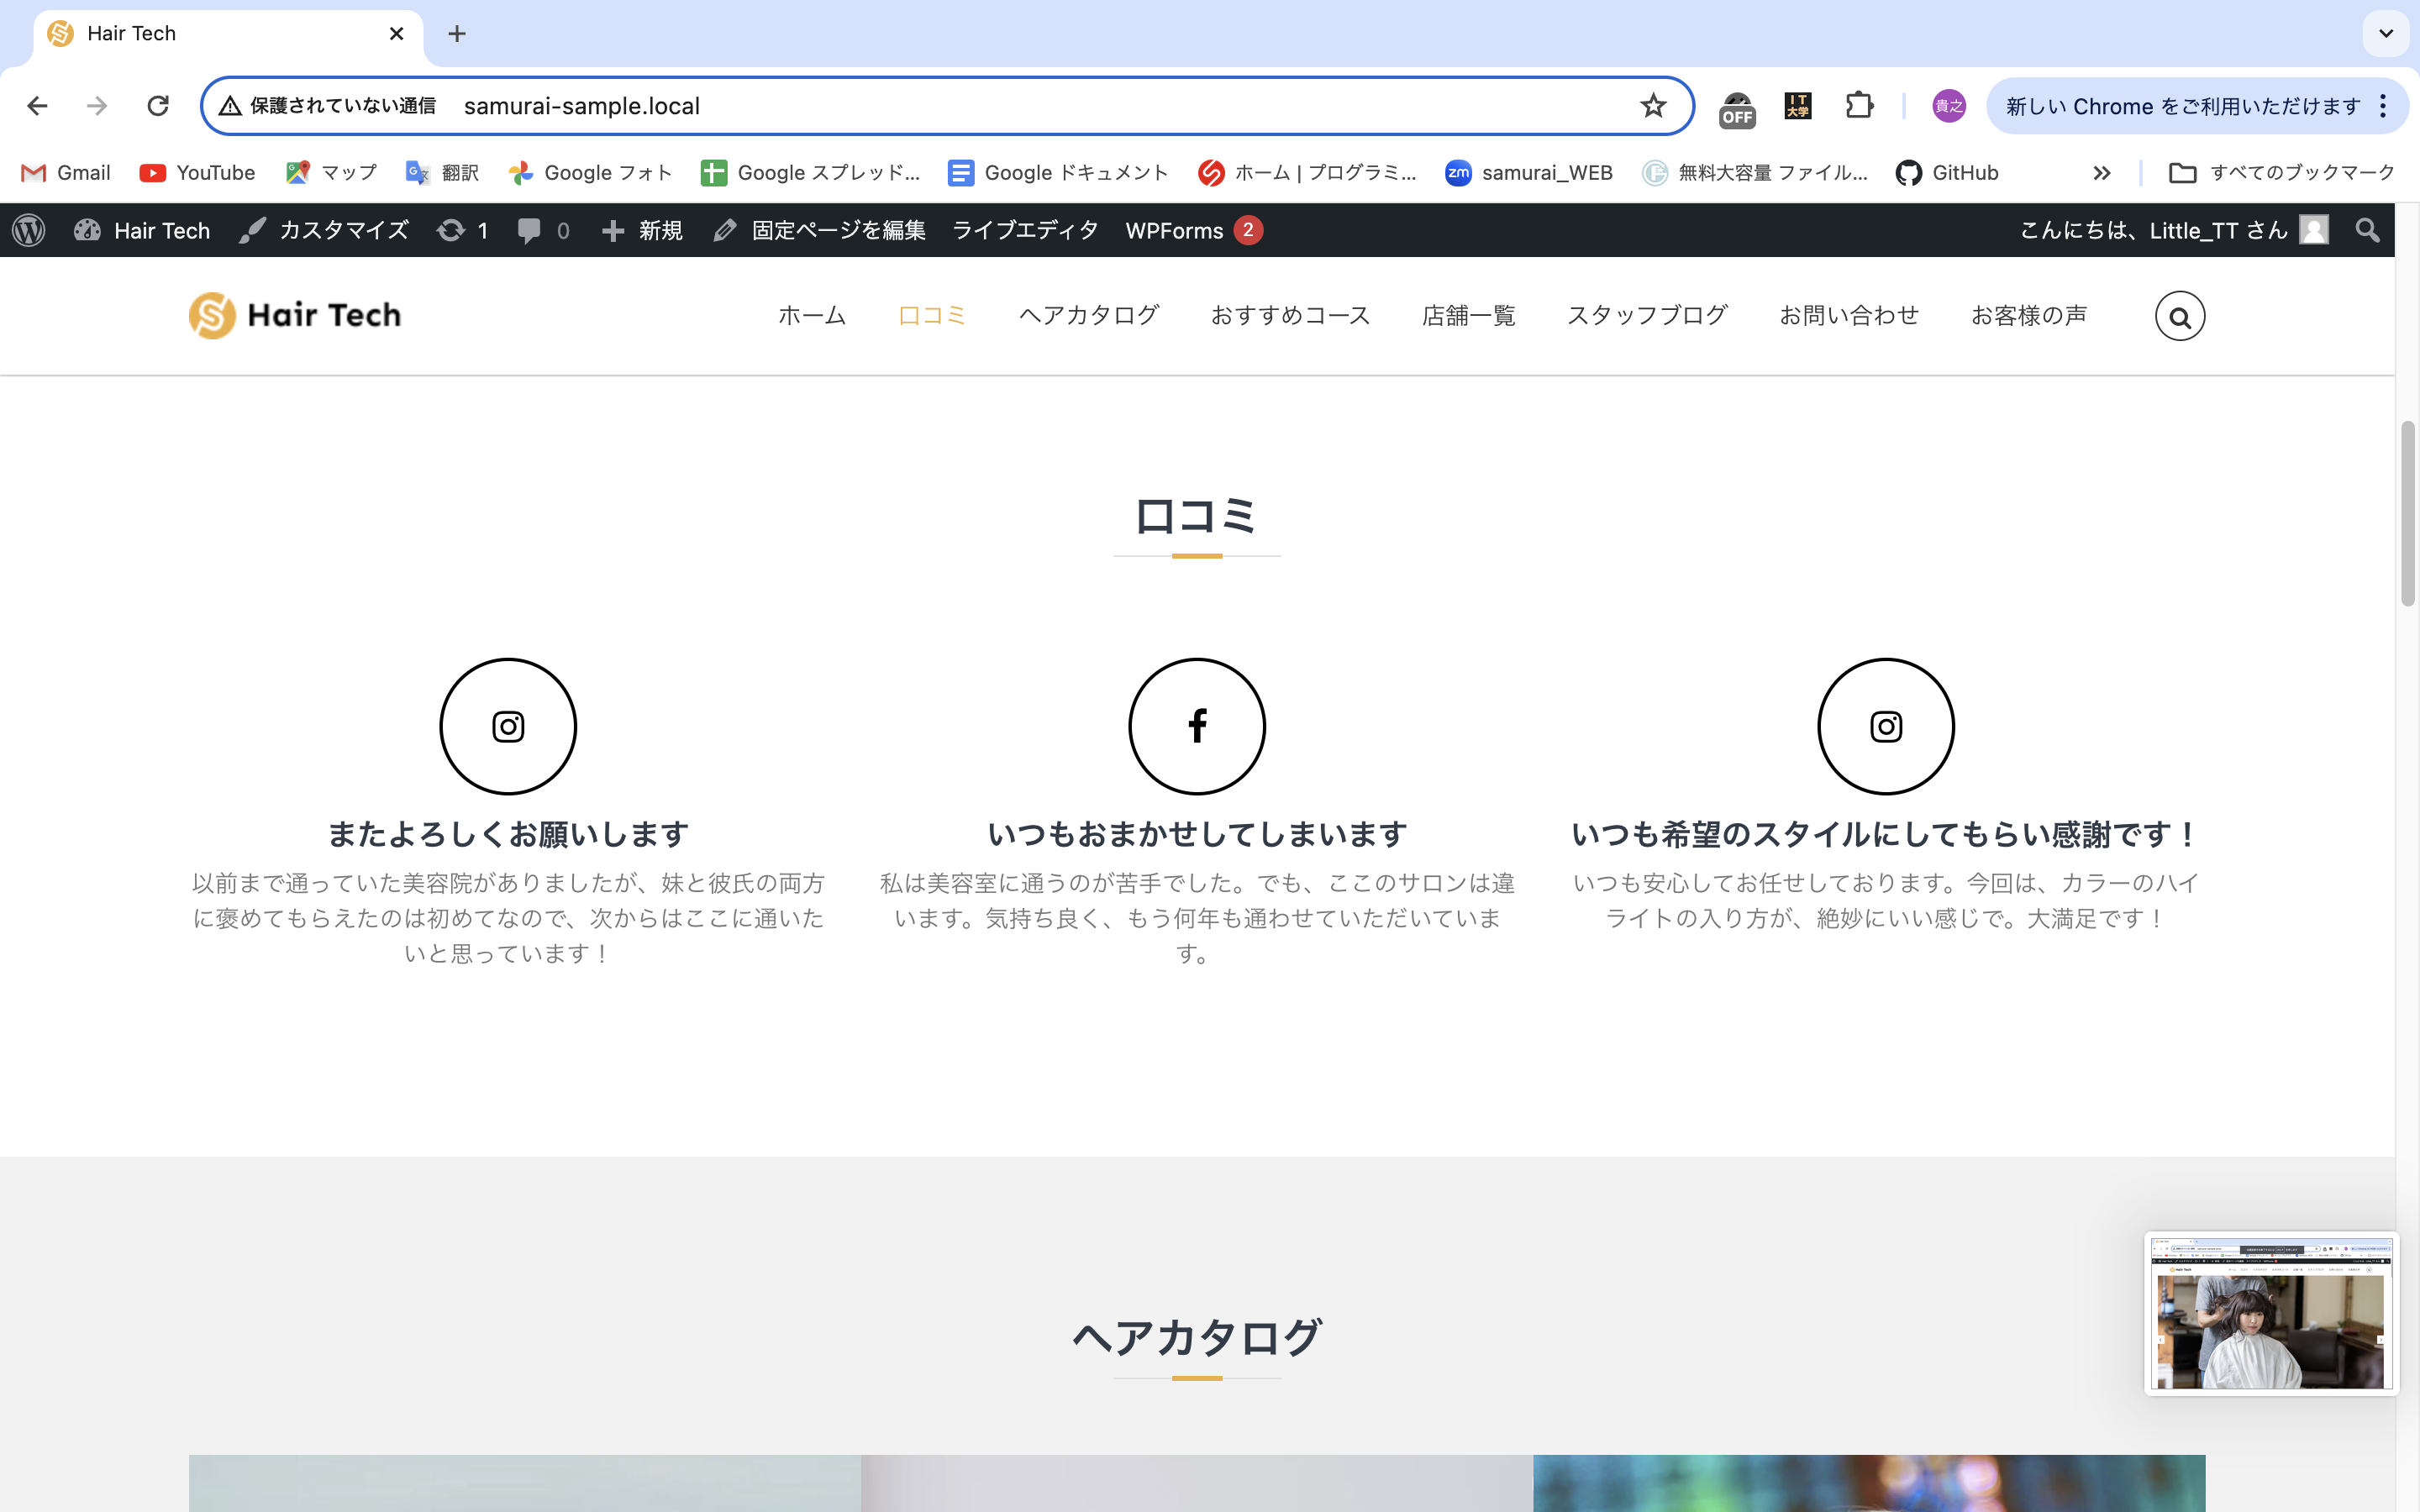 Hair Tech
保護されていない通信 samurai-sample.local
OFF
IT
大学
貴之
新しい Chrome をご利用いただけます
Gmail YouTube マップ 翻訳 Google フォト Google スプレッド... Google ドキュメント ホーム | プログラミ... zm samurai_WEB 無料大容量 ファイル... GitHub すべてのブックマーク
Hair Tech カスタマイズ 1 0 新規 固定ページを編集 ライブエディタ WPForms 2 こんにちは、Little_TT さん
Hair Tech ホーム 口コミ ヘアカタログ おすすめコース 店舗一覧 スタッフブログ お問い合わせ お客様の声
口コミ
またよろしくお願いします
以前まで通っていた美容院がありましたが、妹と彼氏の両方
に褒めてもらえたのは初めてなので、次からはここに通いた
いと思っています！
いつもおまかせしてしまいます
私は美容室に通うのが苦手でした。でも、ここのサロンは違
います。気持ち良く、もう何年も通わせていただいていま
す。
いつも希望のスタイルにしてもらい感謝です！
いつも安心してお任せしております。今回は、カラーのハイ
ライトの入り方が、絶妙にいい感じで。大満足です！
ヘアカタログ